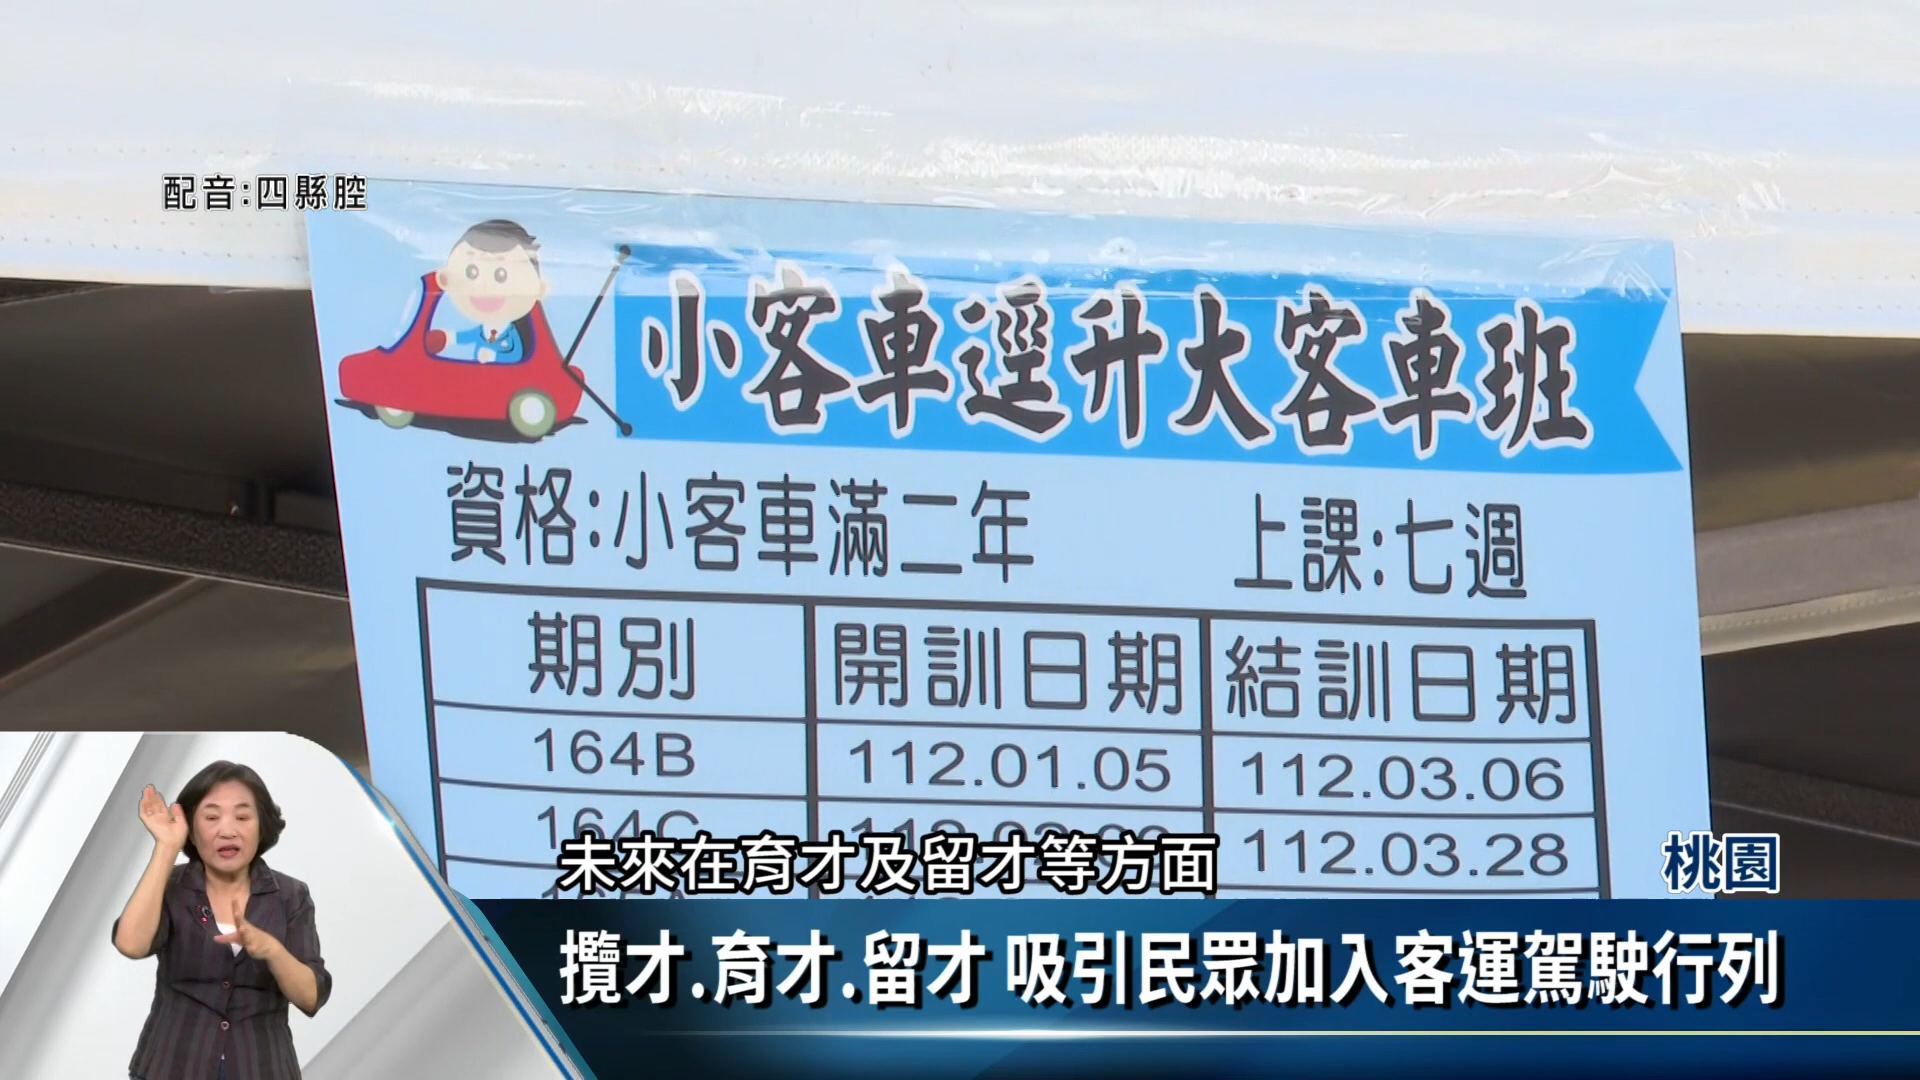 配音:四縣腔
小客車逕升大客車班
資格:小客車滿二年 上課:七週
期別 開訓日期 結訓日期
164B 112.01.05 112.03.06
164C 112.03.28
未來在育才及留才等方面
桃園
攬才.育才.留才 吸引民眾加入客運駕駛行列